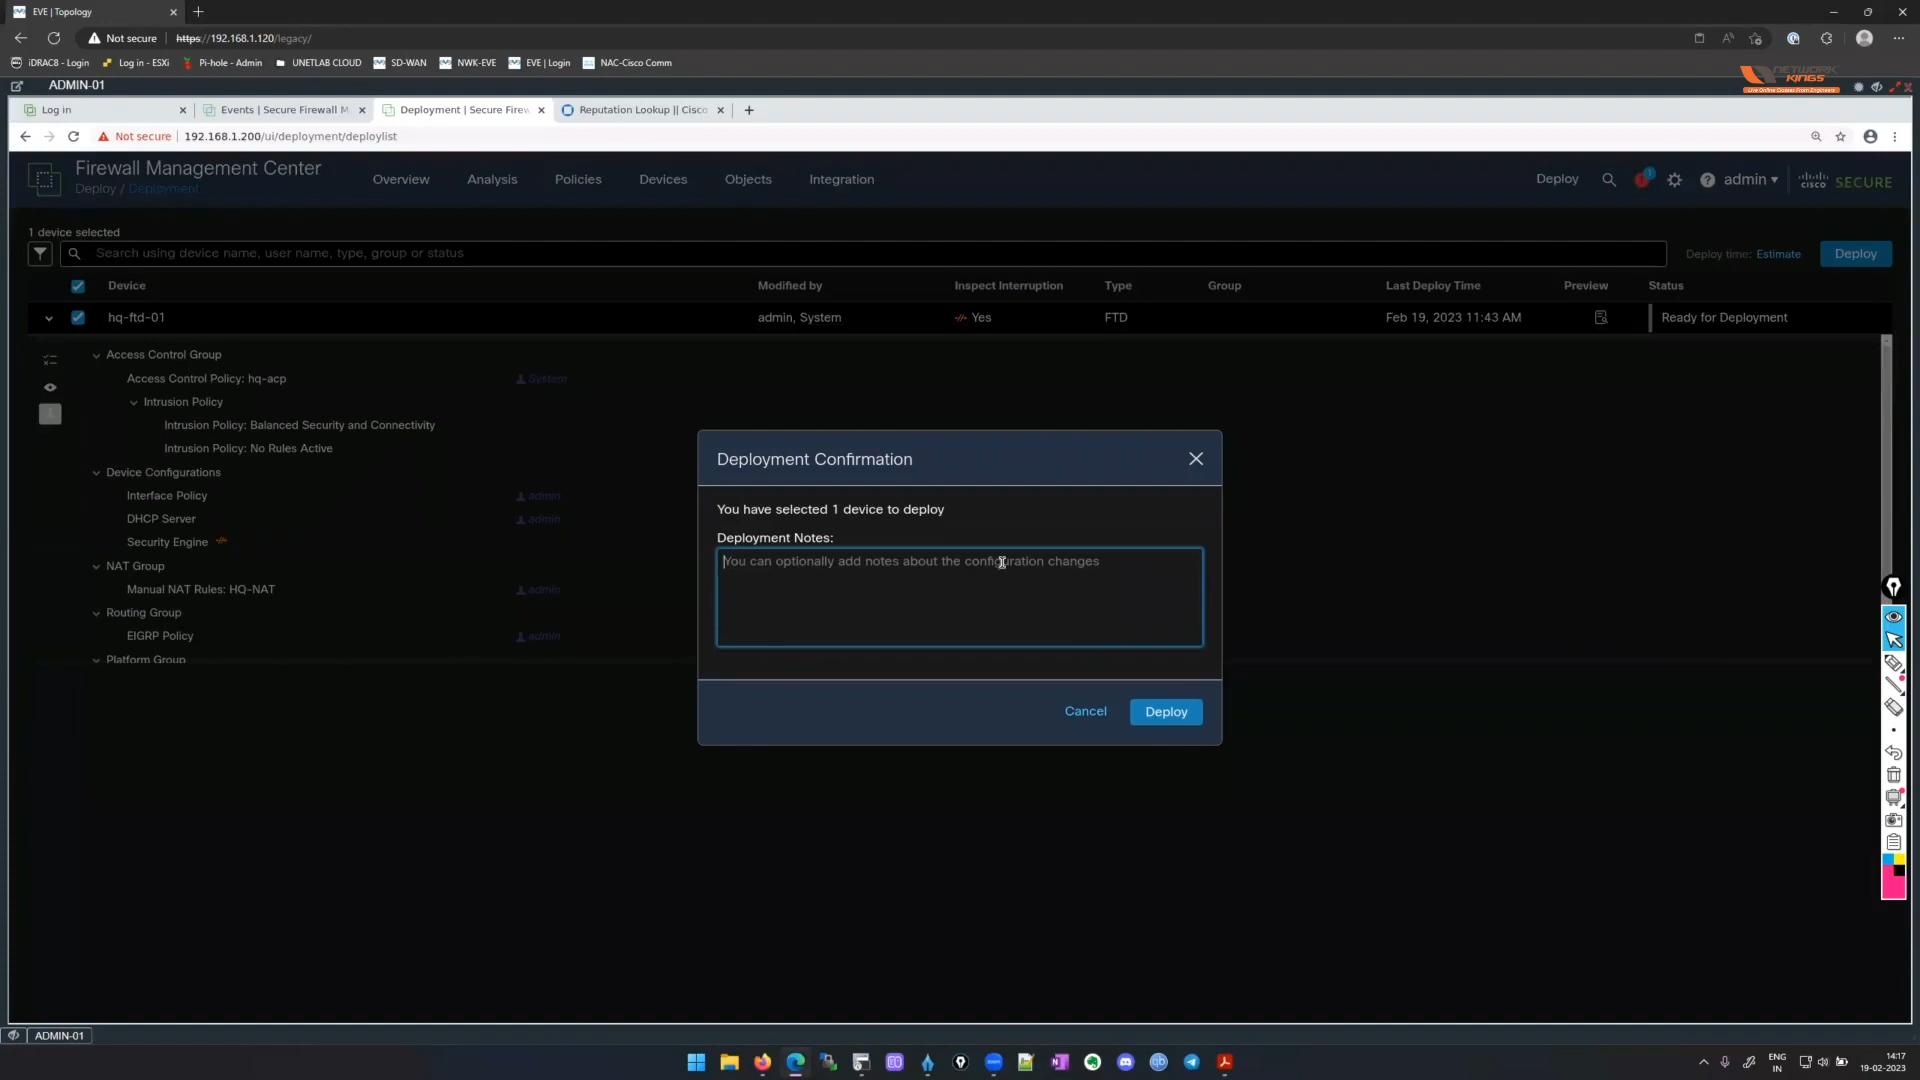 EVE | Topology
Not secure https://192.168.1.120/legacy/
iDRAC8 - Login Log in - ESXi Pi-hole - Admin UNETLAB CLOUD SD-WAN NWK-EVE EVE | Login NAC-Cisco Comm
ADMIN-01
NETWORK KINGS
Live Online Classes From Engineers
Log in Events | Secure Firewall M Deployment | Secure Firew Reputation Lookup || Cisco
Not secure 192.168.1.200/ui/deployment/deploylist
Firewall Management Center
Deploy / Deployment
Overview Analysis Policies Devices Objects Integration Deploy 1 admin cisco SECURE
1 device selected
Search using device name, user name, type, group or status Deploy time: Estimate Deploy
Device Modified by Inspect Interruption Type Group Last Deploy Time Preview Status
hq-ftd-01 admin, System Yes FTD Feb 19, 2023 11:43 AM Ready for Deployment
Access Control Group
Access Control Policy: hq-acp System
Intrusion Policy
Intrusion Policy: Balanced Security and Connectivity
Intrusion Policy: No Rules Active
Device Configurations
Interface Policy admin
DHCP Server admin
Security Engine
NAT Group
Manual NAT Rules: HQ-NAT admin
Routing Group
EIGRP Policy admin
Platform Group
Deployment Confirmation
You have selected 1 device to deploy
Deployment Notes:
You can optionally add notes about the configuration changes
Cancel Deploy
ADMIN-01
ENG
IN
14:17
19-02-2023